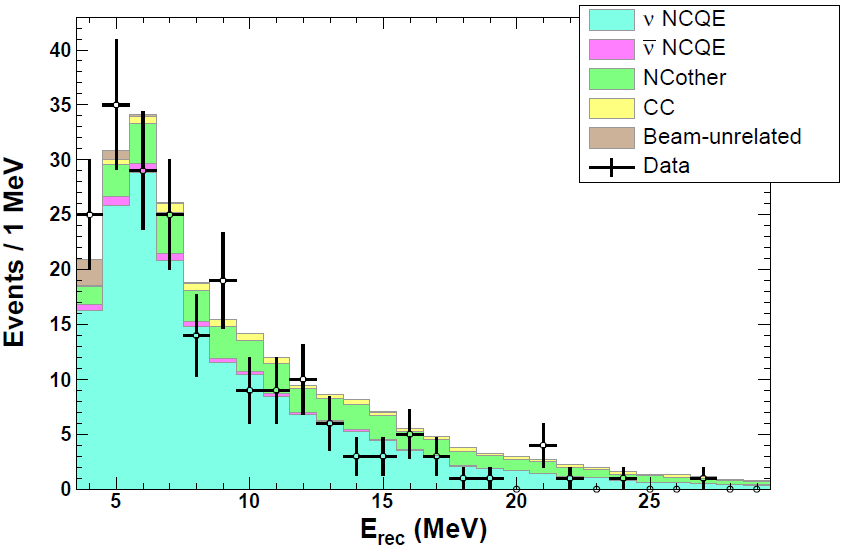 ν NCQE
ν̅ NCQE
NCother
CC
Beam-unrelated
Data
Events / 1 MeV
40
35
30
25
20
15
10
5
0
5 10 15 20 25
E_rec (MeV)